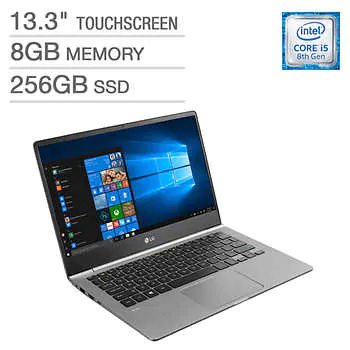 13.3" TOUCHSCREEN
8GB MEMORY
256GB SSD
intel
CORE i5
8th Gen
LG